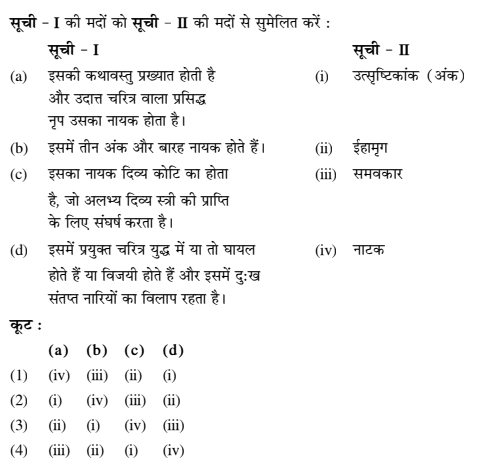 सूची - I की मदों को सूची - II की मदों से सुमेलित करें :
सूची - I सूची - II
(a) इसकी कथावस्तु प्रख्यात होती है (i) उत्सृष्टिकांक (अंक)
और उदात्त चरित्र वाला प्रसिद्ध
नृप उसका नायक होता है।
(b) इसमें तीन अंक और बारह नायक होते हैं। (ii) ईहामृग
(c) इसका नायक दिव्य कोटि का होता (iii) समवकार
है, जो अलभ्य दिव्य स्त्री की प्राप्ति
के लिए संघर्ष करता है।
(d) इसमें प्रयुक्त चरित्र युद्ध में या तो घायल (iv) नाटक
होते हैं या विजयी होते हैं और इसमें दुःख
संतप्त नारियों का विलाप रहता है।
कूट :
(a) (b) (c) (d)
(1) (iv) (iii) (ii) (i)
(2) (i) (iv) (iii) (ii)
(3) (ii) (i) (iv) (iii)
(4) (iii) (ii) (i) (iv)